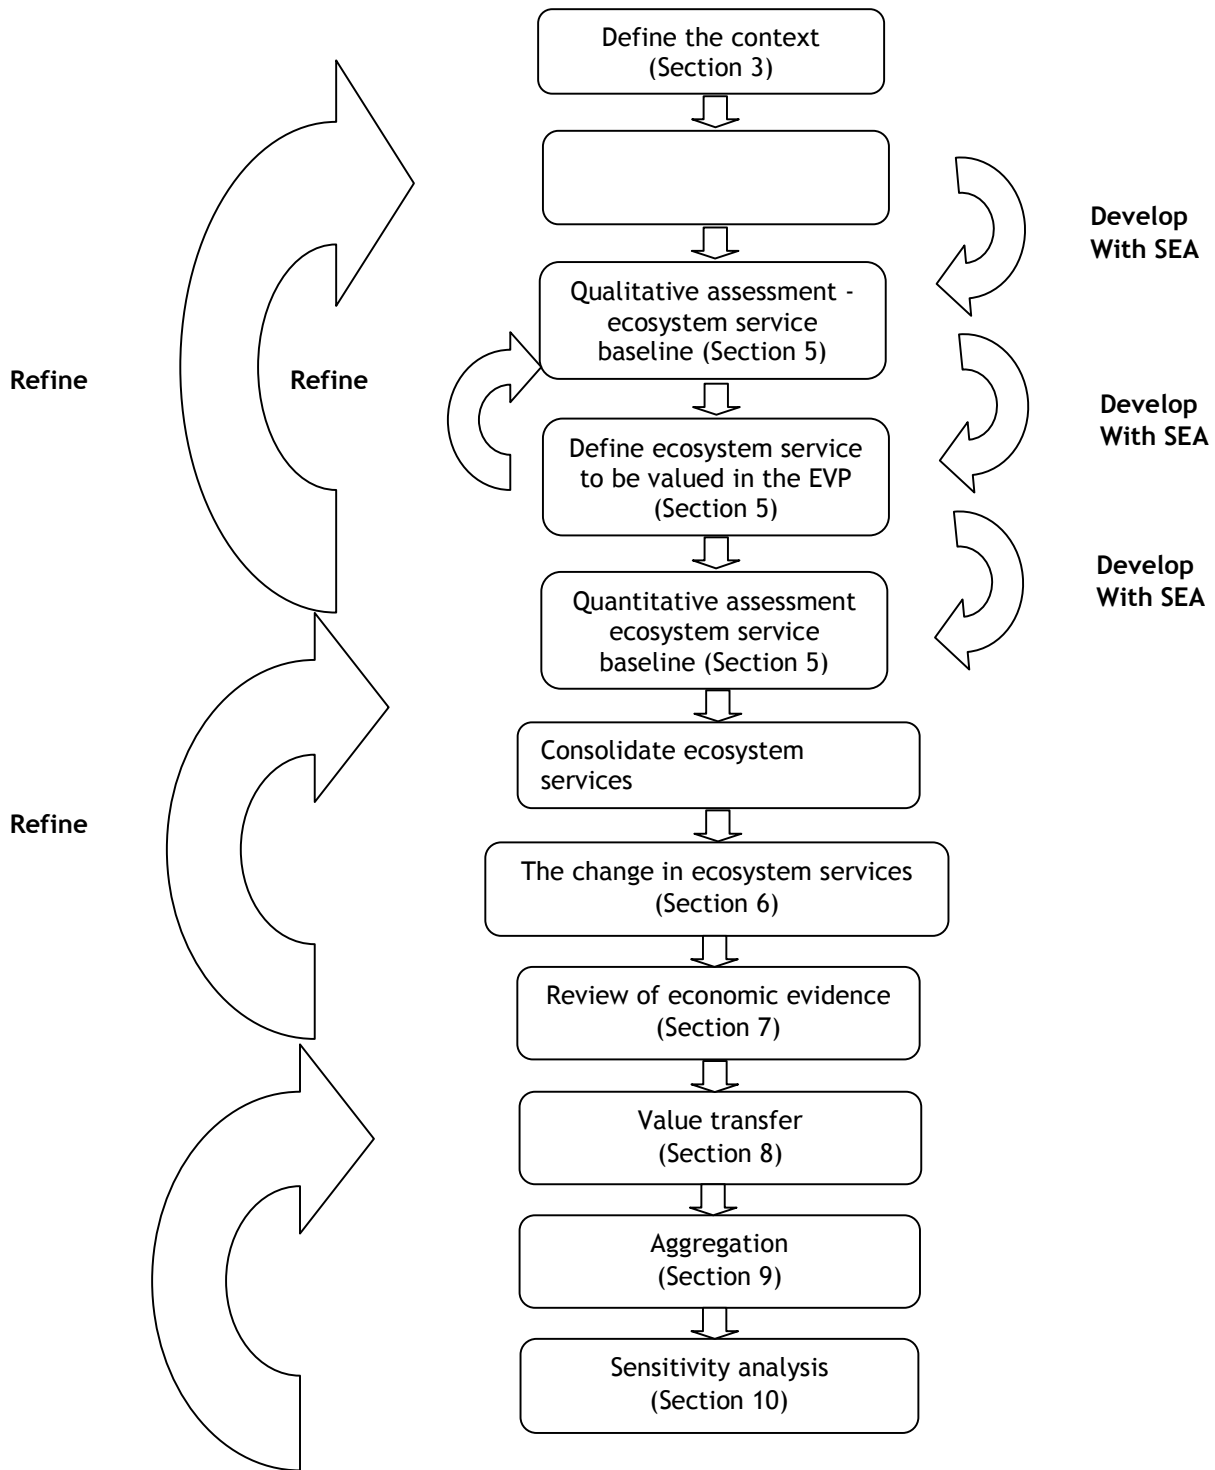 Define the context
(Section 3)
Develop
With SEA
Qualitative assessment -
ecosystem service
baseline (Section 5)
Refine
Refine
Develop
With SEA
Define ecosystem service
to be valued in the EVP
(Section 5)
Develop
With SEA
Quantitative assessment
ecosystem service
baseline (Section 5)
Consolidate ecosystem
services
Refine
The change in ecosystem services
(Section 6)
Review of economic evidence
(Section 7)
Value transfer
(Section 8)
Aggregation
(Section 9)
Sensitivity analysis
(Section 10)